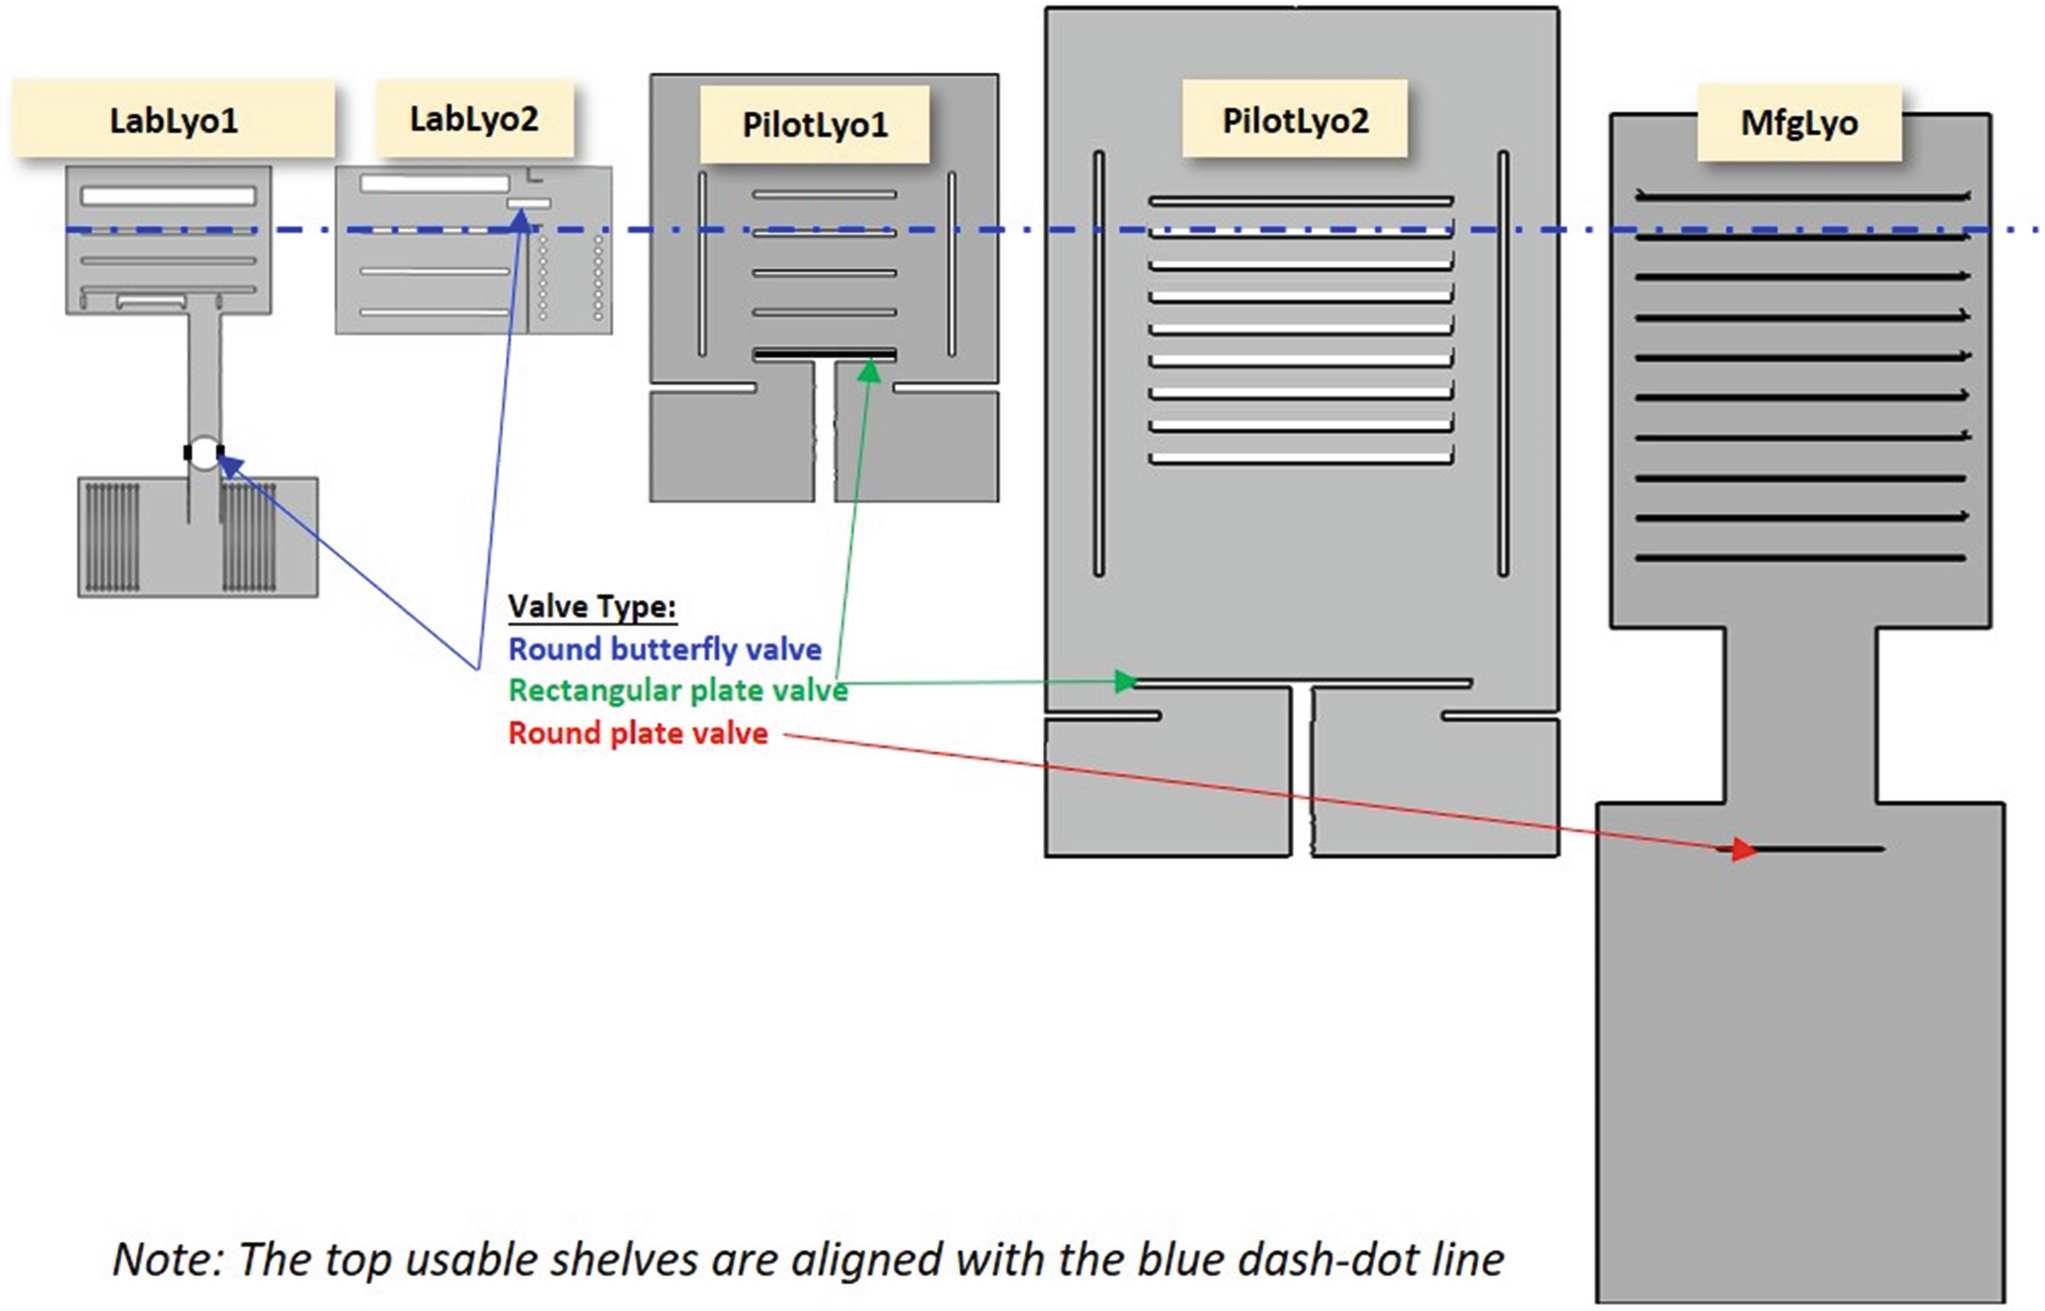 LabLyo1
LabLyo2
PilotLyo1
PilotLyo2
MfgLyo
Valve Type:
Round butterfly valve
Rectangular plate valve
Round plate valve
Note: The top usable shelves are aligned with the blue dash-dot line